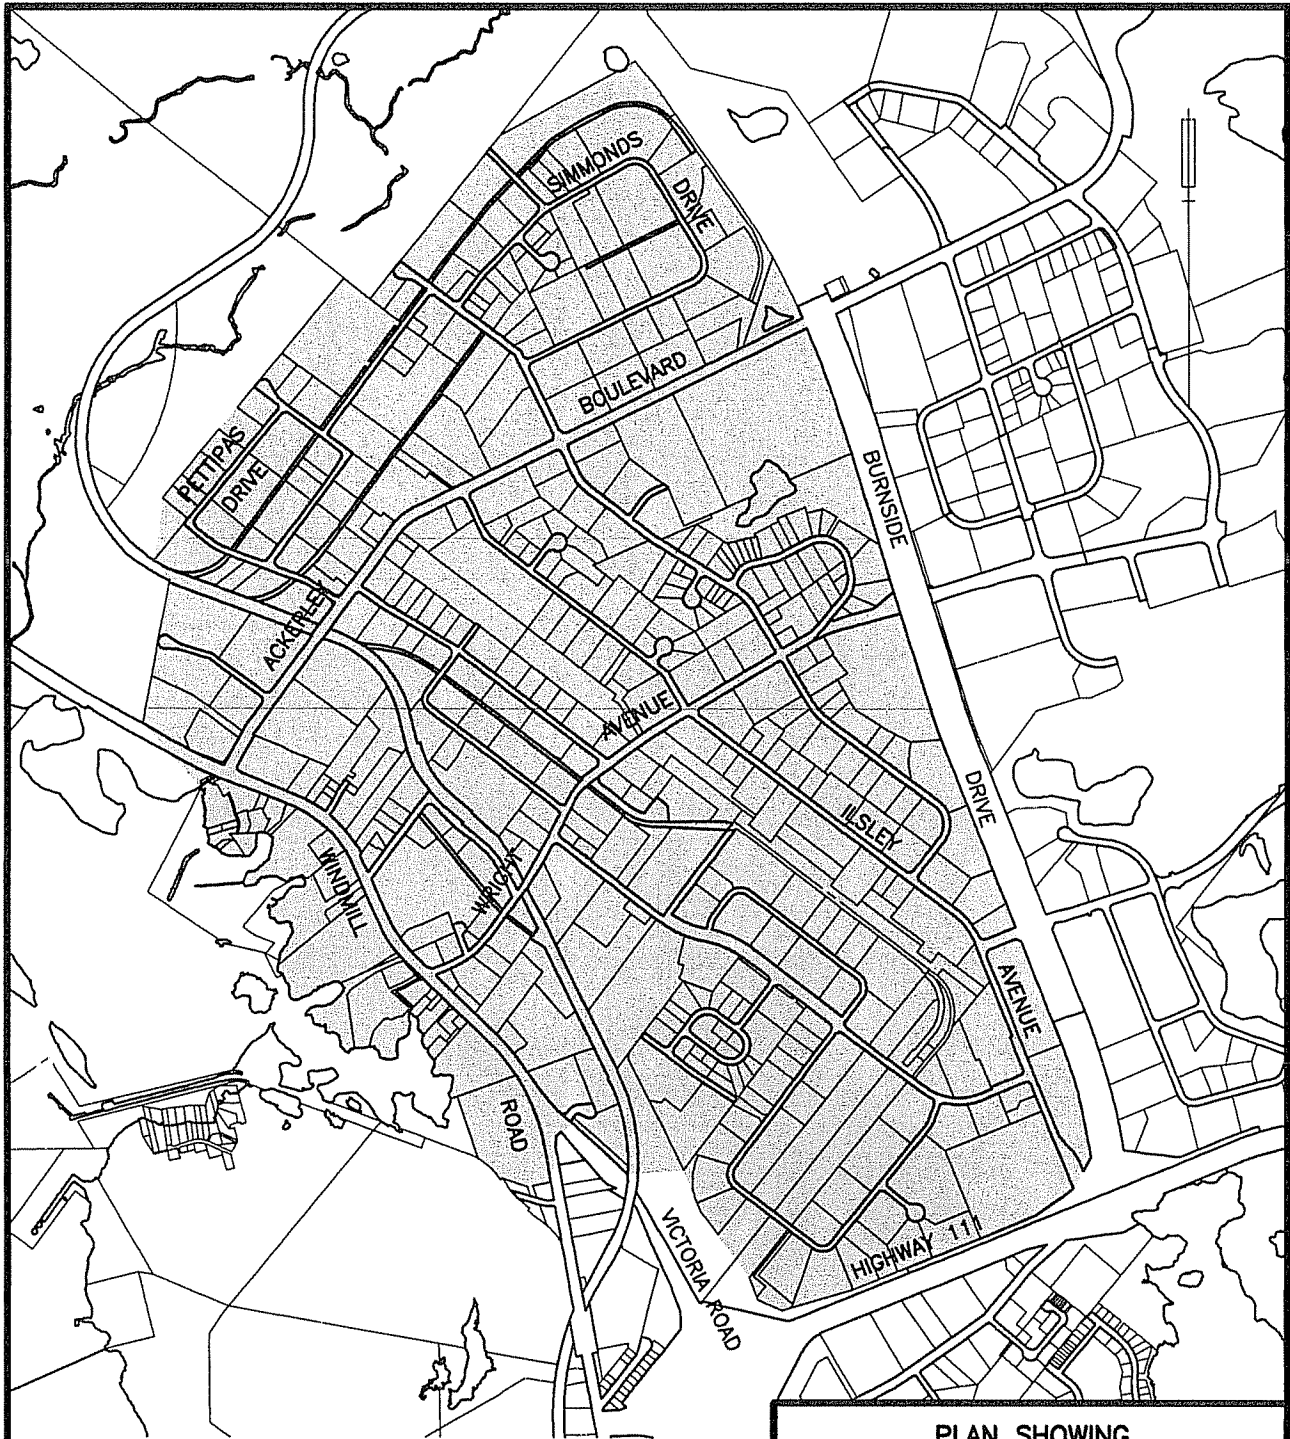 SIMMONDS
DRIVE
BOULEVARD
PETTIPAS
DRIVE
BURNSIDE
ACKERLEY
AVENUE
DRIVE
ILSLEY
WINDMILL
WRIGHT
AVENUE
ROAD
VICTORIA ROAD
HIGHWAY 111
PLAN SHOWING